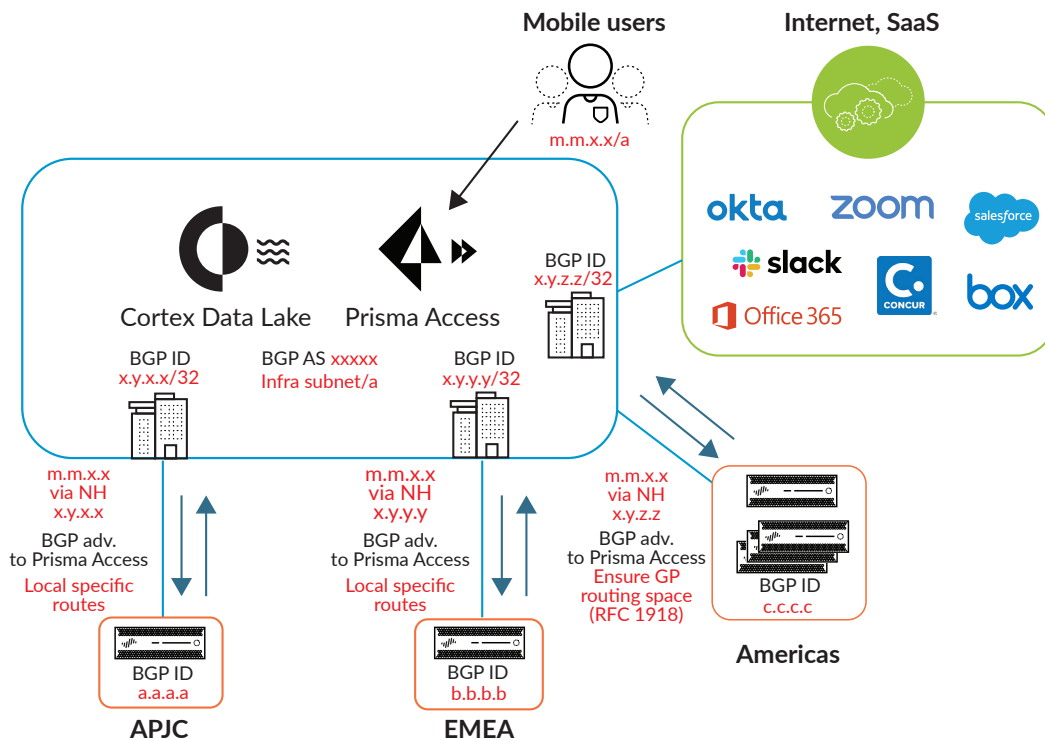 Mobile users
m.m.x.x/a
Internet, SaaS
okta
zoom
salesforce
slack
C.
CONCUR
box
Office 365
Cortex Data Lake
Prisma Access
BGP ID
x.y.z.z/32
BGP ID
x.y.x.x/32
BGP AS xxxxx
Infra subnet/a
BGP ID
x.y.y.y/32
m.m.x.x
via NH
x.y.x.x
BGP adv.
to Prisma Access
Local specific
routes
m.m.x.x
via NH
x.y.y.y
BGP adv.
to Prisma Access
Local specific
routes
m.m.x.x
via NH
x.y.z.z
BGP adv.
to Prisma Access
Ensure GP
routing space
(RFC 1918)
BGP ID
a.a.a.a
APJC
BGP ID
b.b.b.b
EMEA
BGP ID
c.c.c.c
Americas